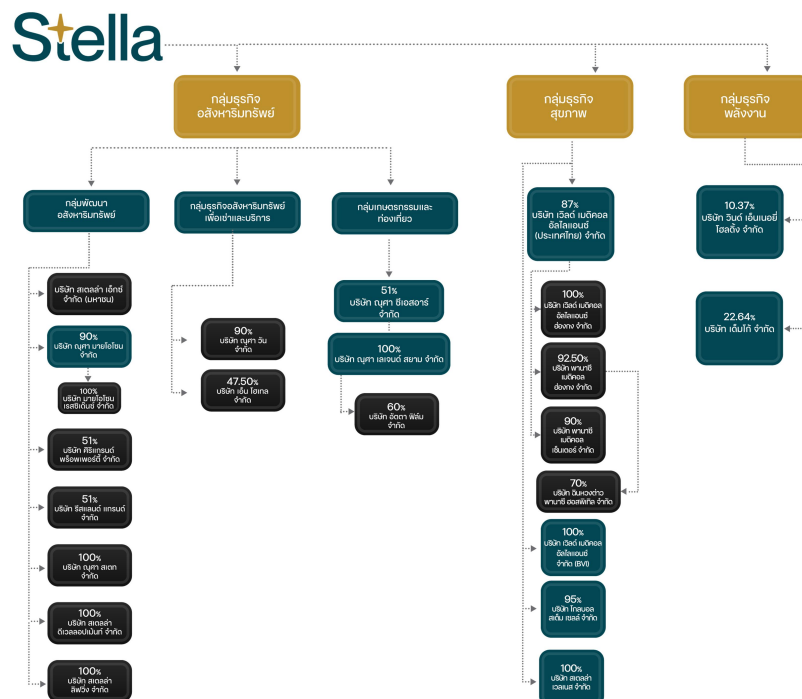 Stella
กลุ่มธุรกิจ
อสังหาริมทรัพย์
กลุ่มธุรกิจ
สุขภาพ
กลุ่มธุรกิจ
พลังงาน
กลุ่มพัฒนา
อสังหาริมทรัพย์
กลุ่มธุรกิจอสังหาริมทรัพย์
เพื่อเช่าและบริการ
กลุ่มเกษตรกรรมและ
ท่องเที่ยว
บริษัท สเตลล่า เอ็กซ์
จำกัด (มหาชน)
90%
บริษัท ณุศา มายโอโซน
จำกัด
100%
บริษัท มายโอโซน
เรสซิเด้นซ์ จำกัด
51%
บริษัท ศิริแกรนด์
พร็อพเพอร์ตี้ จำกัด
51%
บริษัท รีสแลนด์ แกรนด์
จำกัด
100%
บริษัท ณุศา สเตท
จำกัด
100%
บริษัท สเตลล่า
ดีเวลลอปเม้นท์ จำกัด
100%
บริษัท สเตลล่า
ลิฟวิ่ง จำกัด
90%
บริษัท ณุศา วัน
จำกัด
47.50%
บริษัท เอ็น โฮเทล
จำกัด
51%
บริษัท ณุศา ซีเอสอาร์
จำกัด
100%
บริษัท ณุศา เลเจนด์ สยาม จำกัด
60%
บริษัท อัตตา ฟิล์ม
จำกัด
87%
บริษัท เวิลด์ เมดิคอล
อัลไลแอนซ์
(ประเทศไทย) จำกัด
100%
บริษัท เวิลด์ เมดิคอล
อัลไลแอนซ์
ฮ่องกง จำกัด
92.50%
บริษัท พานาซี
เมดิคอล
ฮ่องกง จำกัด
90%
บริษัท พานาซี
เมดิคอล
เซ็นเตอร์ จำกัด
70%
บริษัท ฉินหวงต่าว
พานาซี ฮอสพิเทิล จำกัด
100%
บริษัท เวิลด์ เมดิคอล
อัลไลแอนซ์
จำกัด (BVI)
95%
บริษัท โกลบอล
สเต็ม เซลล์ จำกัด
100%
บริษัท สเตลล่า
เวลเนส จำกัด
10.37%
บริษัท วินด์ เอ็นเนอยี่
โฮลดิ้ง จำกัด
22.64%
บริษัท เด็มโก้ จำกัด